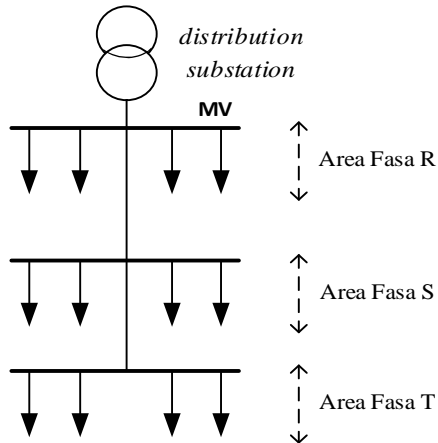 distribution
substation
MV
Area Fasa R
Area Fasa S
Area Fasa T